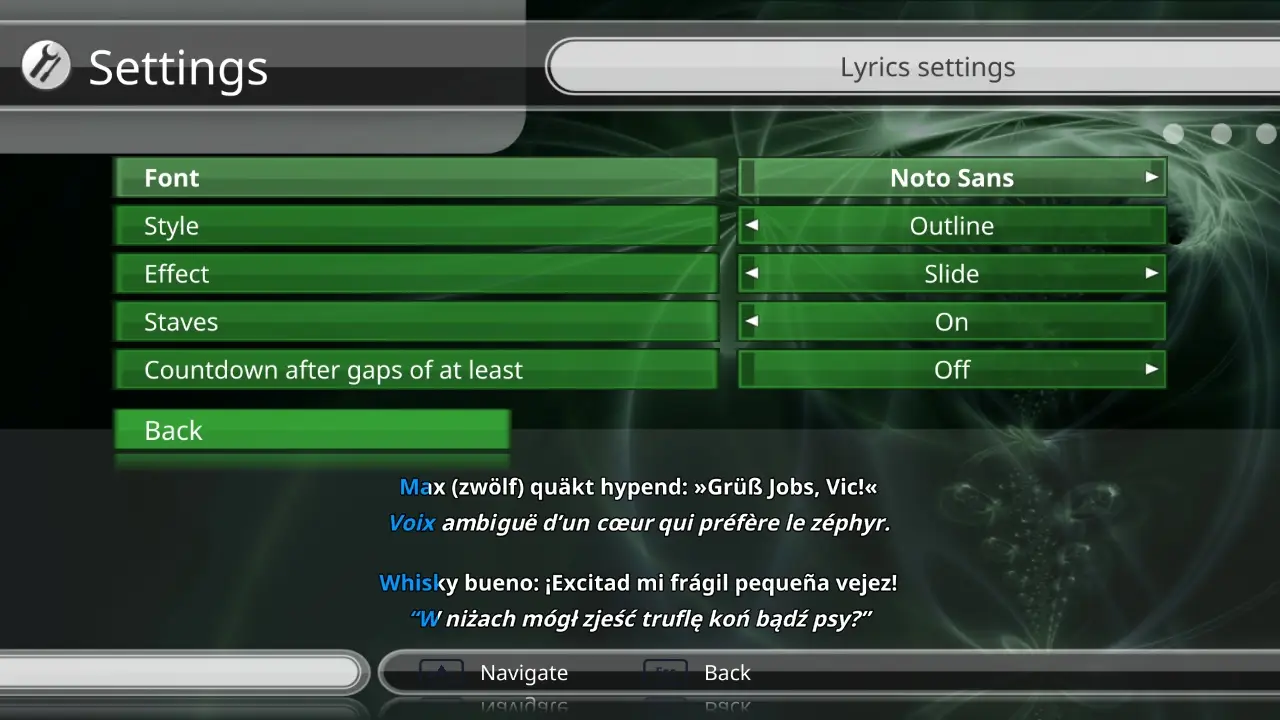 Settings
Lyrics settings
Font
Noto Sans
Style
Outline
Effect
Slide
Staves
On
Countdown after gaps of at least
Off
Back
Max (zwölf) quäkt hypend: »Grüß Jobs, Vic!«
Voix ambiguë d’un cœur qui préfère le zéphyr.
Whisky bueno: ¡Excitad mi frágil pequeña vejez!
“W niżach mógł zjeść truflę koń bądź psy?”
Navigate
Esc
Back